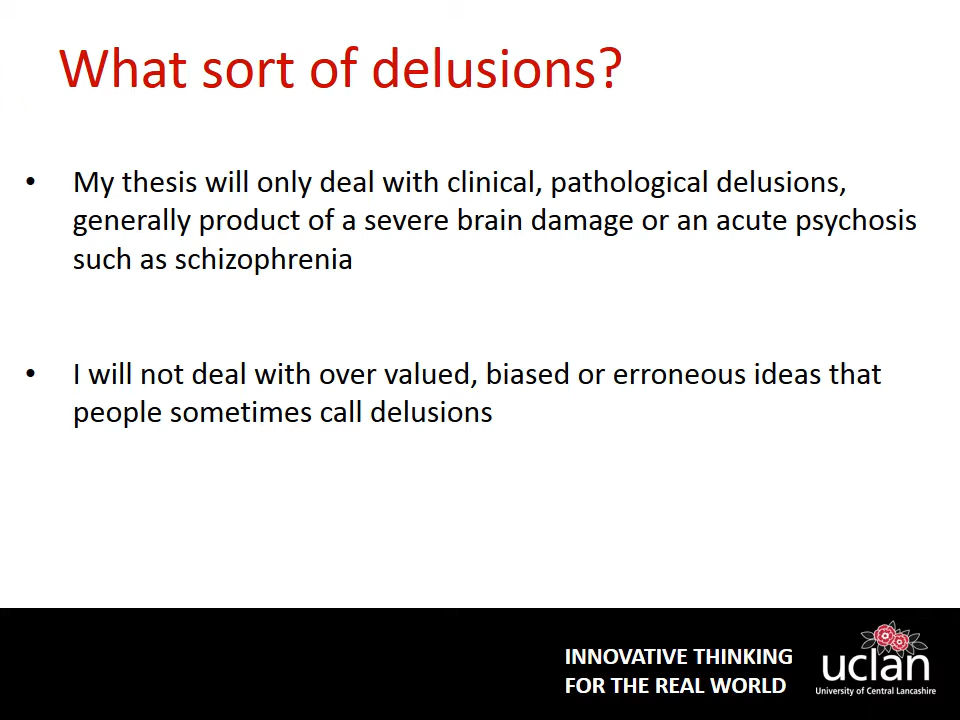 What sort of delusions?
• My thesis will only deal with clinical, pathological delusions,
generally product of a severe brain damage or an acute psychosis
such as schizophrenia
• I will not deal with over valued, biased or erroneous ideas that
people sometimes call delusions
INNOVATIVE THINKING
FOR THE REAL WORLD
uclan
University of Central Lancashire